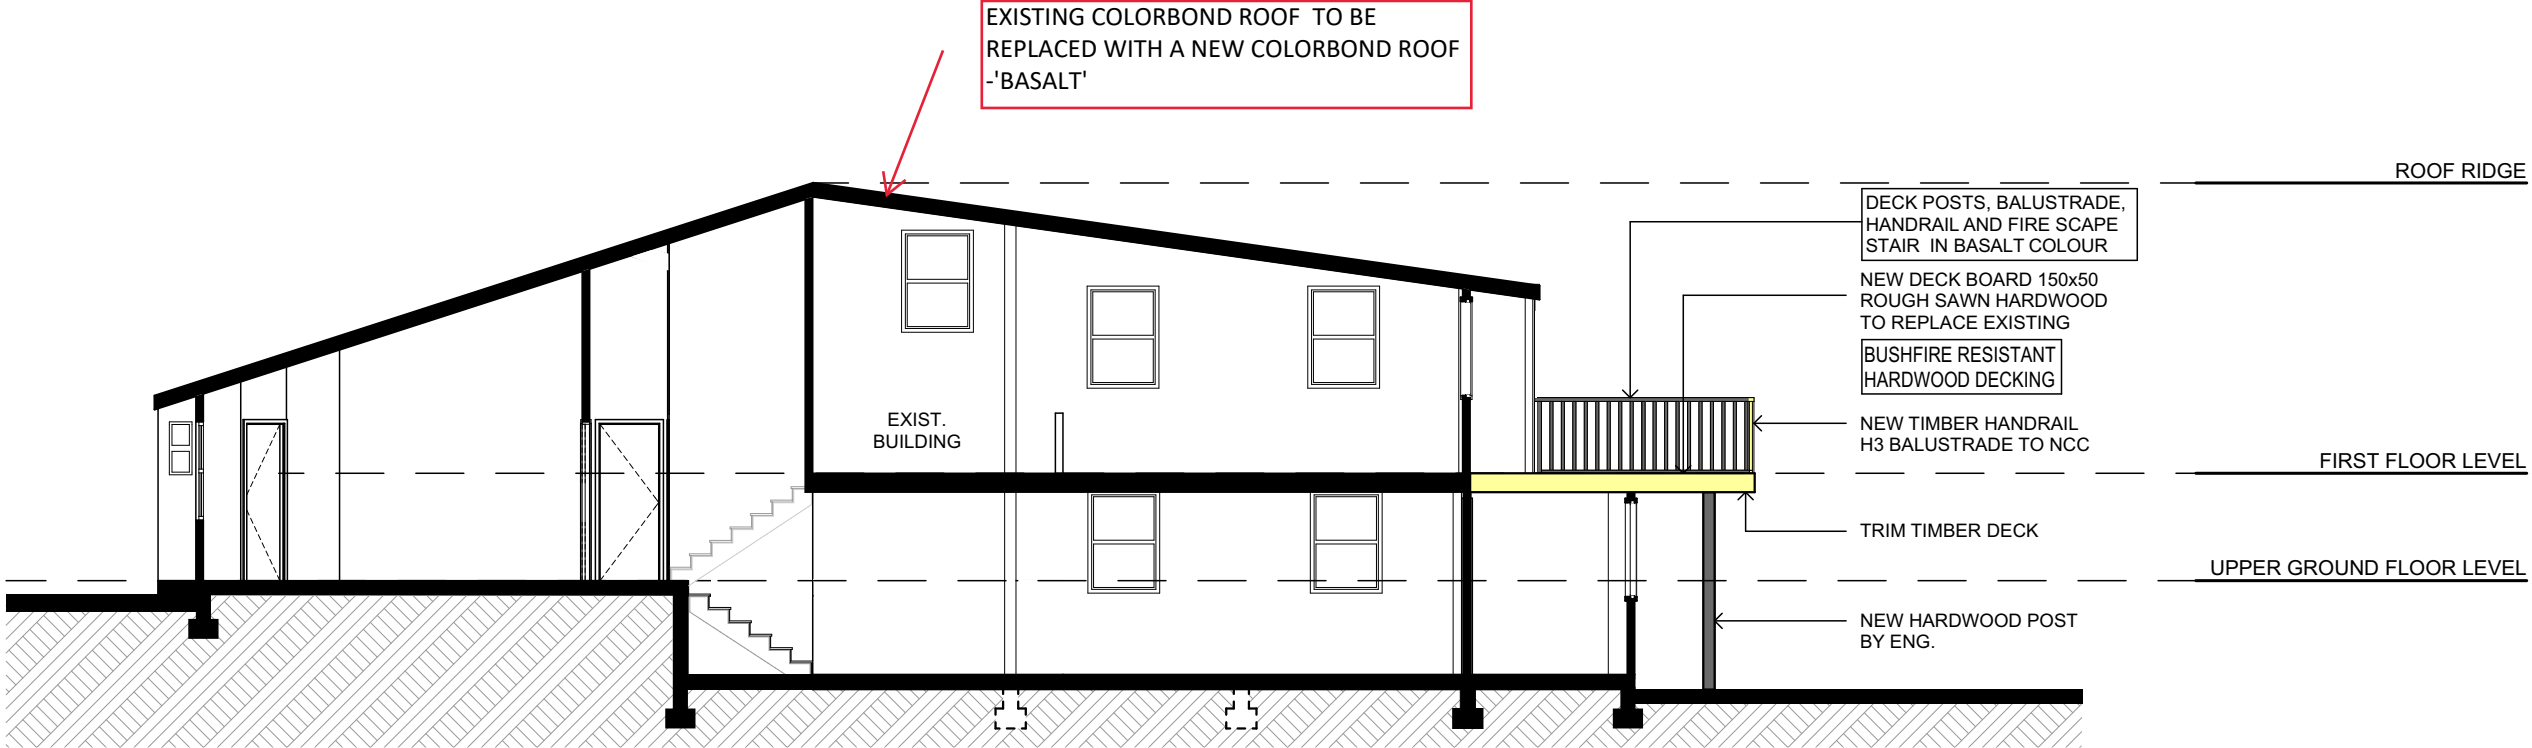 EXISTING COLORBOND ROOF  TO BE
REPLACED WITH A NEW COLORBOND ROOF
-'BASALT'
ROOF RIDGE
DECK POSTS, BALUSTRADE,
HANDRAIL AND FIRE SCAPE
STAIR  IN BASALT COLOUR
NEW DECK BOARD 150x50
ROUGH SAWN HARDWOOD
TO REPLACE EXISTING
BUSHFIRE RESISTANT
HARDWOOD DECKING
EXIST.
BUILDING
NEW TIMBER HANDRAIL
H3 BALUSTRADE TO NCC
FIRST FLOOR LEVEL
TRIM TIMBER DECK
UPPER GROUND FLOOR LEVEL
NEW HARDWOOD POST
BY ENG.